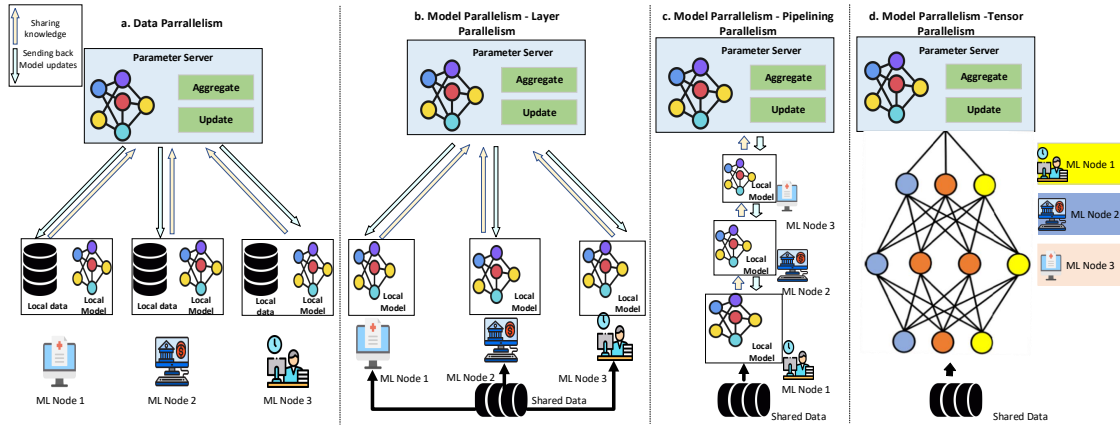 Sharing
knowledge
Sending back
Model updates
a. Data Parrallelism
Parameter Server
Aggregate
Update
Local data
Local
Model
Local data
Local
Model
Local
data
Local
Model
ML Node 1
ML Node 2
ML Node 3
b. Model Parallelism - Layer
Parallelism
Parameter Server
Aggregate
Update
Local
Model
Local
Model
Local
Model
ML Node 1
ML Node 2
ML Node 3
Shared Data
c. Model Parrallelism - Pipelining
Parallelism
Parameter Server
Aggregate
Update
Local
Model
ML Node 3
Local
Model
ML Node 2
Local
Model
ML Node 1
Shared Data
d. Model Parrallelism -Tensor
Parallelism
Parameter Server
Aggregate
Update
ML Node 1
ML Node 2
ML Node 3
Shared Data